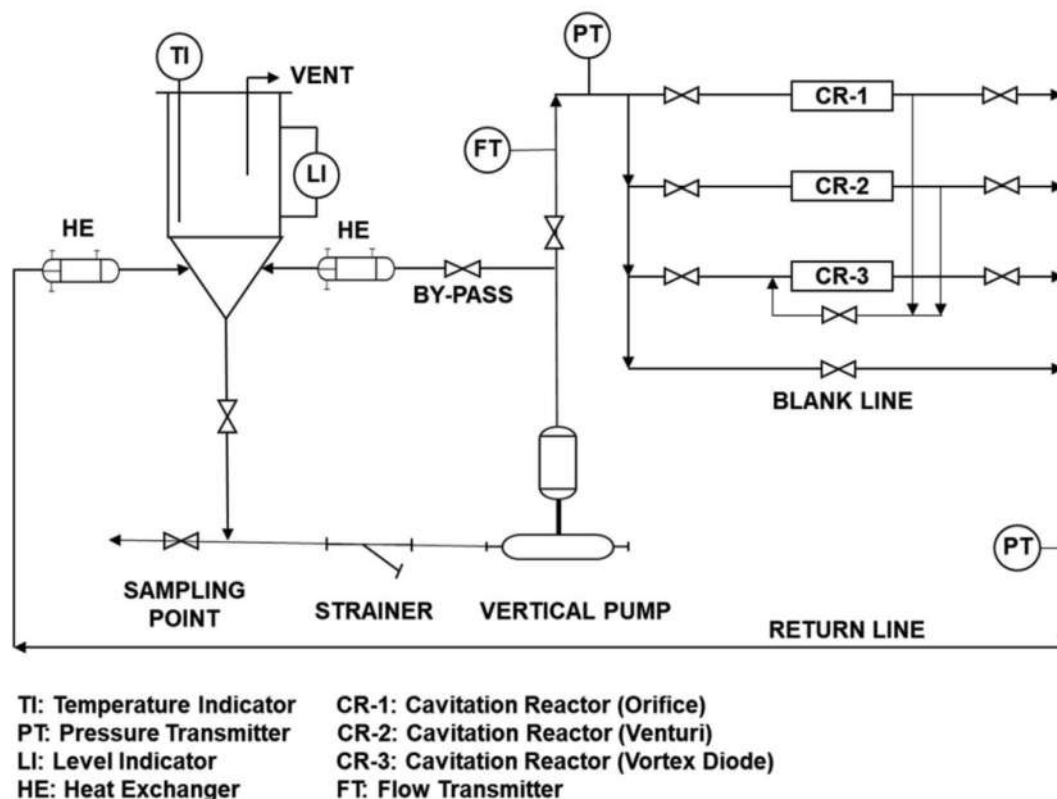 PT
TI
VENT
CR-1
FT
LI
CR-2
HE
HE
CR-3
BY-PASS
BLANK LINE
PT
SAMPLING
POINT
STRAINER
VERTICAL PUMP
RETURN LINE
TI: Temperature Indicator
PT: Pressure Transmitter
LI: Level Indicator
HE: Heat Exchanger
CR-1: Cavitation Reactor (Orifice)
CR-2: Cavitation Reactor (Venturi)
CR-3: Cavitation Reactor (Vortex Diode)
FT: Flow Transmitter